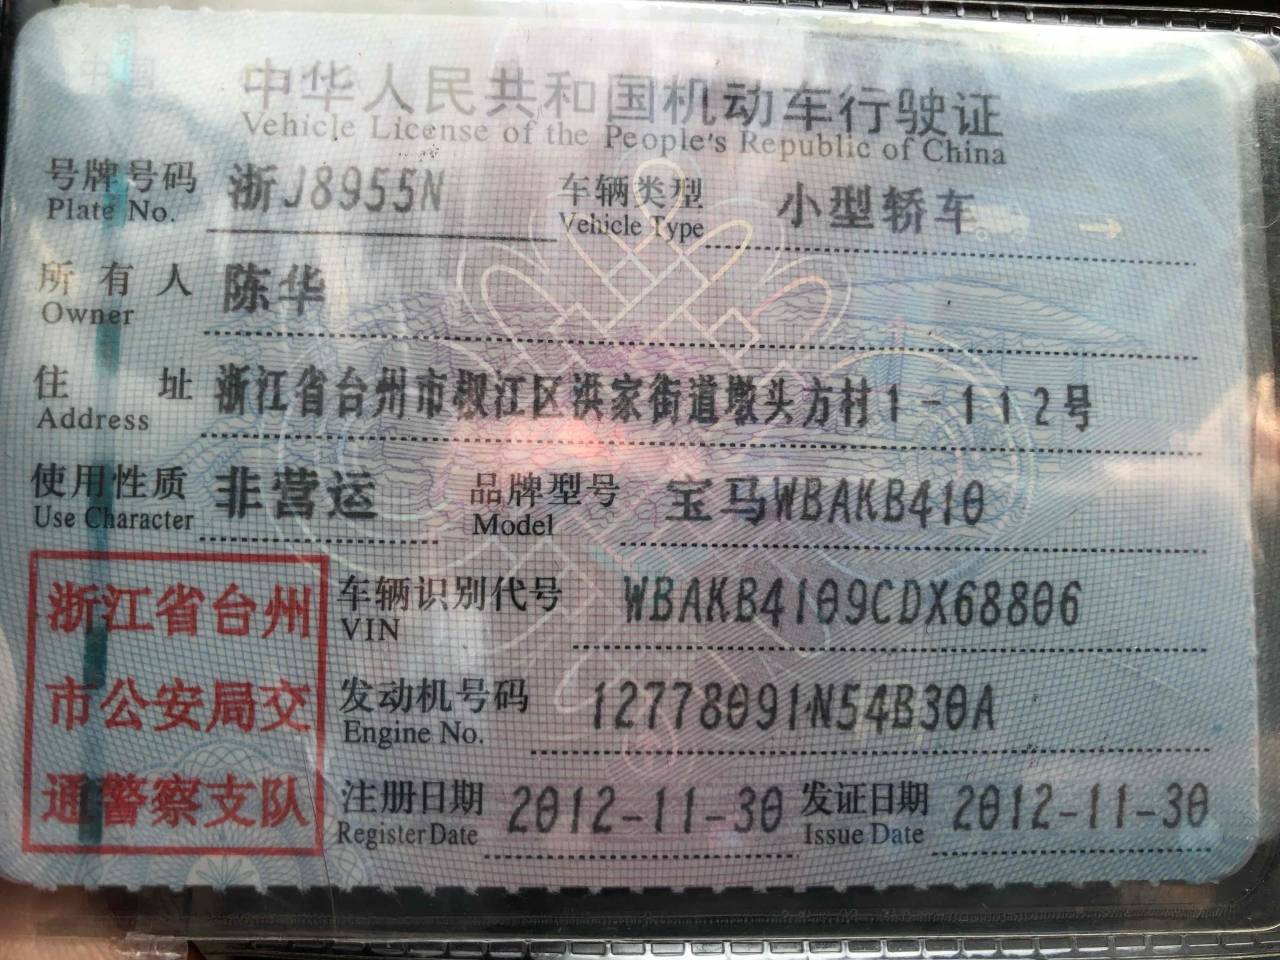 中华人民共和国机动车行驶证
Vehicle License of the People's Republic of China
号牌号码 浙J8955N 车辆类型 小型轿车
Plate No. Vehicle Type
所有人 陈华
Owner
住址 浙江省台州市椒江区洪家街道墩头方村1-112号
Address
使用性质 非营运 品牌型号 宝马WBAKB410
Use Character Model
浙江省台州
市公安局交
通警察支队
车辆识别代号 WBAKB4109CDX68806
VIN
发动机号码 12778091N54B30A
Engine No.
注册日期 2012-11-30 发证日期 2012-11-30
Register Date Issue Date